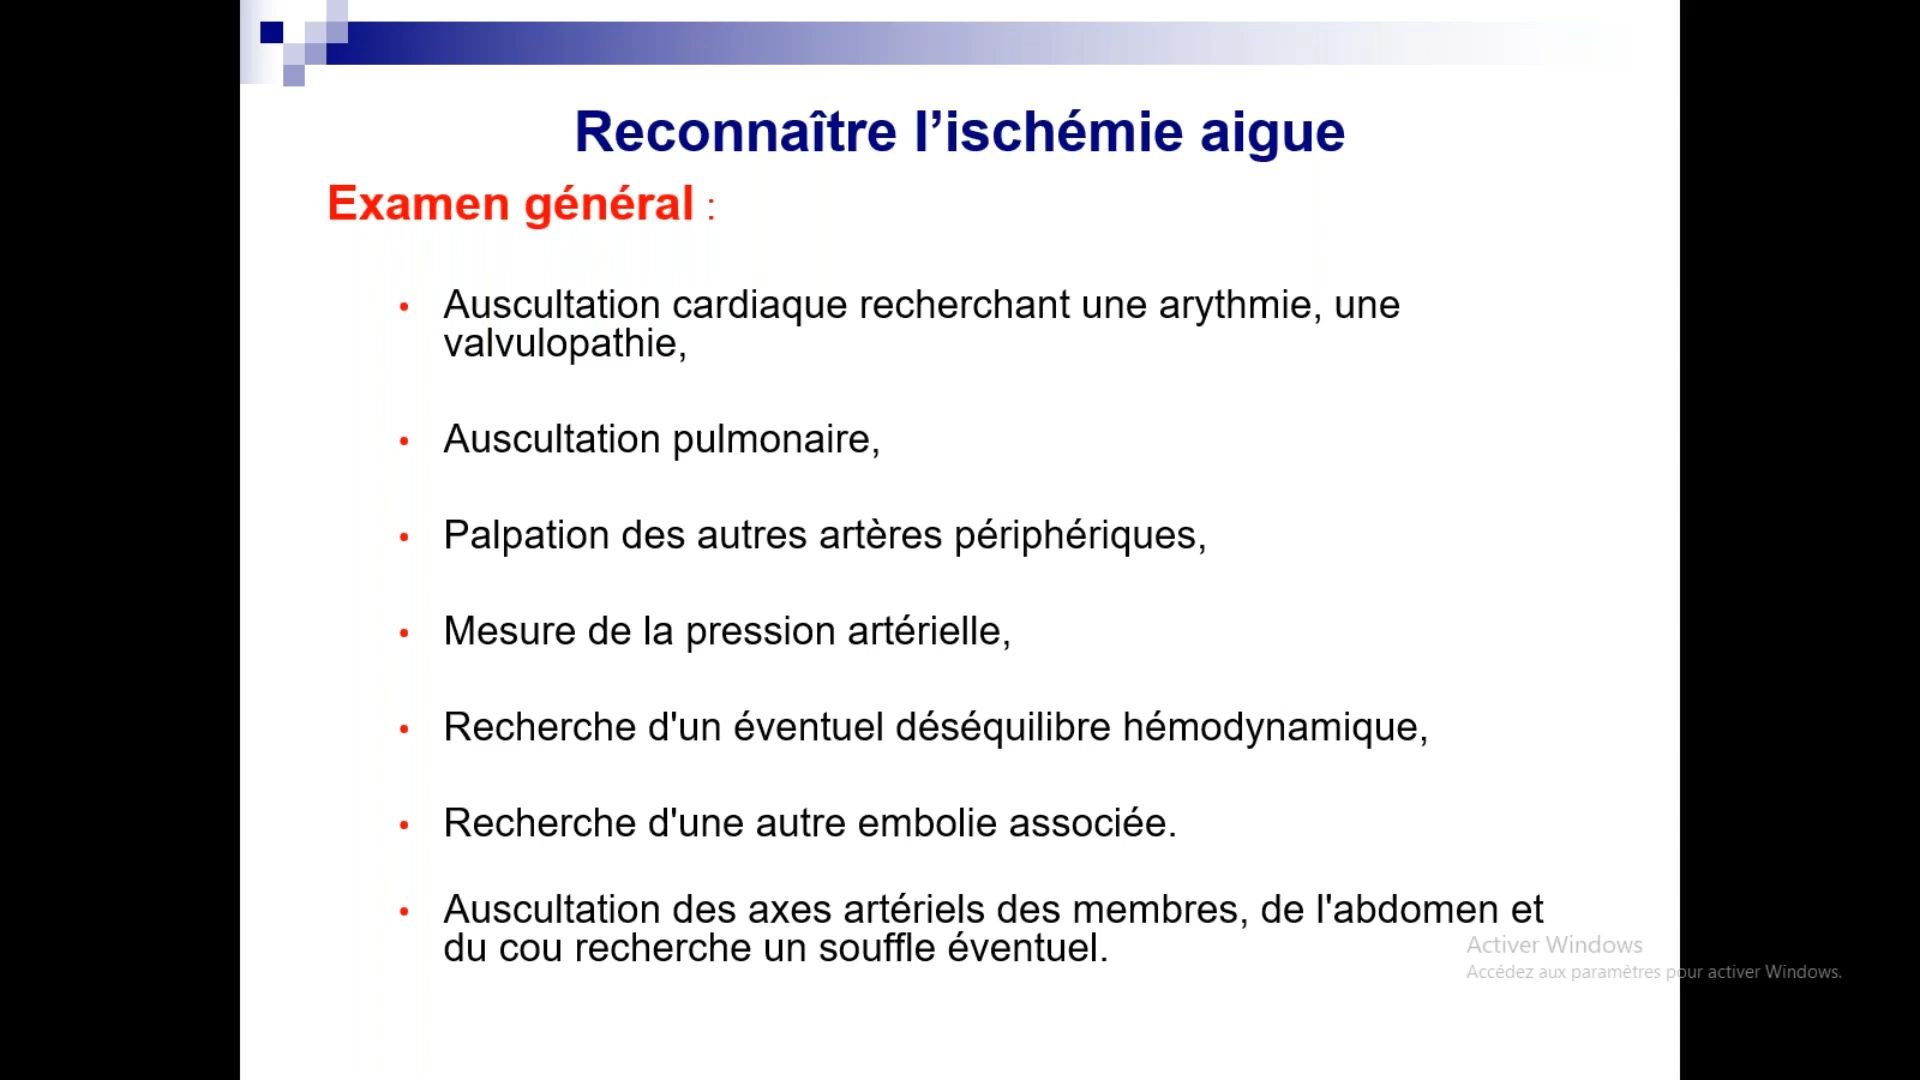 Reconnaître l’ischémie aigue
Examen général :
• Auscultation cardiaque recherchant une arythmie, une
valvulopathie,
• Auscultation pulmonaire,
• Palpation des autres artères périphériques,
• Mesure de la pression artérielle,
• Recherche d'un éventuel déséquilibre hémodynamique,
• Recherche d'une autre embolie associée.
• Auscultation des axes artériels des membres, de l'abdomen et
du cou recherche un souffle éventuel.
Activer Windows
Accédez aux paramètres pour activer Windows.